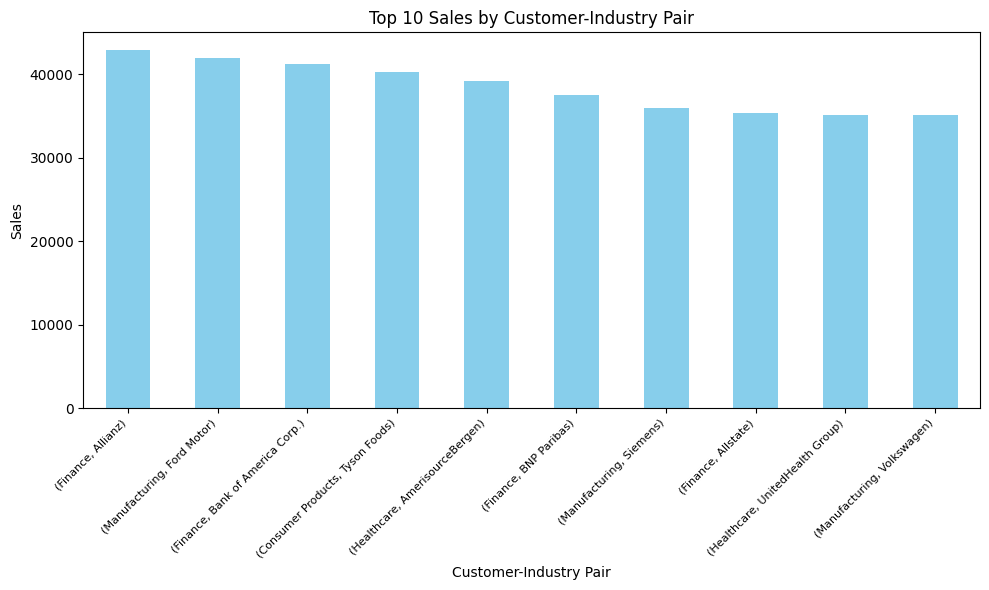 Top 10 Sales by Customer-Industry Pair
Sales
40000
30000
20000
10000
0
(Finance, Allianz)
(Manufacturing, Ford Motor)
(Finance, Bank of America Corp.)
(Consumer Products, Tyson Foods)
(Healthcare, AmerisourceBergen)
(Finance, BNP Paribas)
(Manufacturing, Siemens)
(Finance, Allstate)
(Healthcare, UnitedHealth Group)
(Manufacturing, Volkswagen)
Customer-Industry Pair